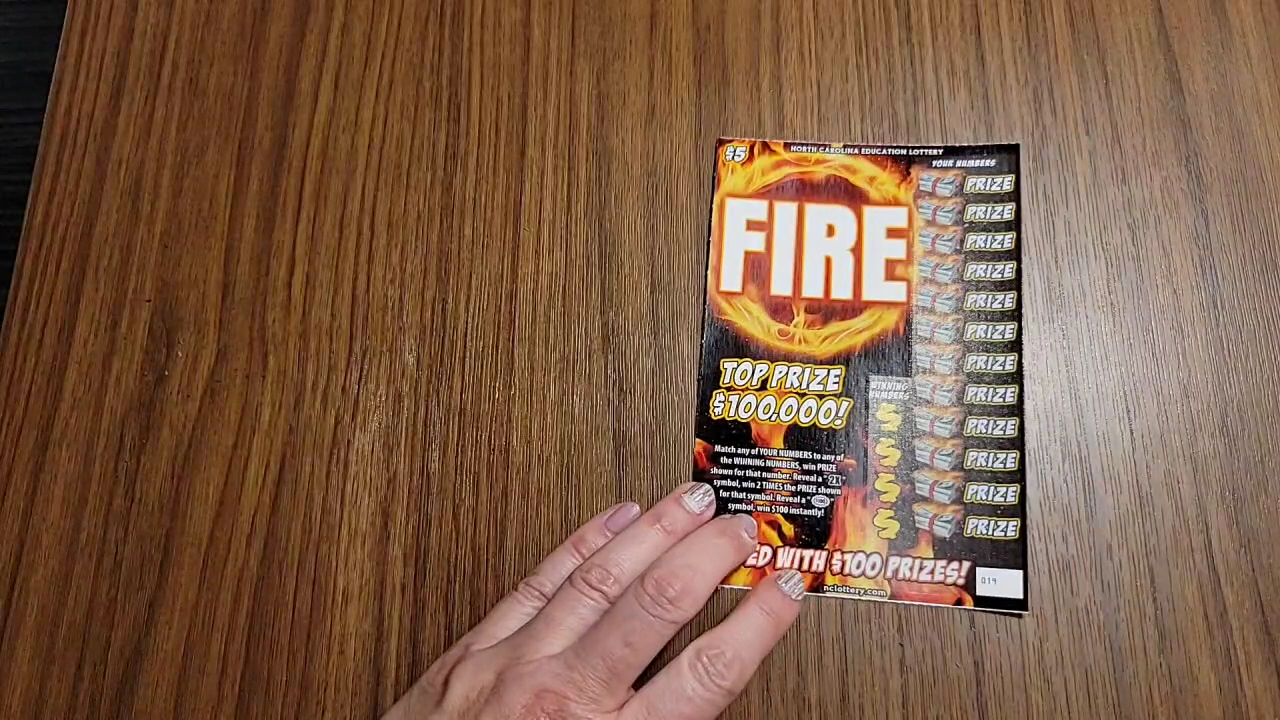 $5
NORTH CAROLINA EDUCATION LOTTERY
FIRE
TOP PRIZE
$100,000!
Match any of YOUR NUMBERS to any of
the WINNING NUMBERS, win PRIZE
shown for that number. Reveal a "2X"
symbol, win 2 TIMES the PRIZE shown
for that symbol. Reveal a "$100"
symbol, win $100 instantly!
WINNING
NUMBERS
$
$
$
$
YOUR NUMBERS
PRIZE
PRIZE
PRIZE
PRIZE
PRIZE
PRIZE
PRIZE
PRIZE
PRIZE
PRIZE
PRIZE
PRIZE
WITH $100 PRIZES!
nclottery.com
019